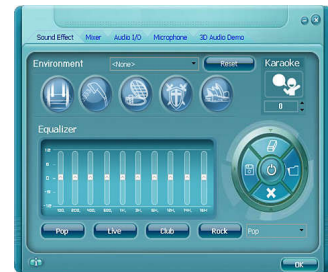 Sound Effect Mixer Audio I/O Microphone 3D Audio Demo
Environment <None> Reset Karaoke
0
Equalizer
Pop Live Club Rock Pop
OK